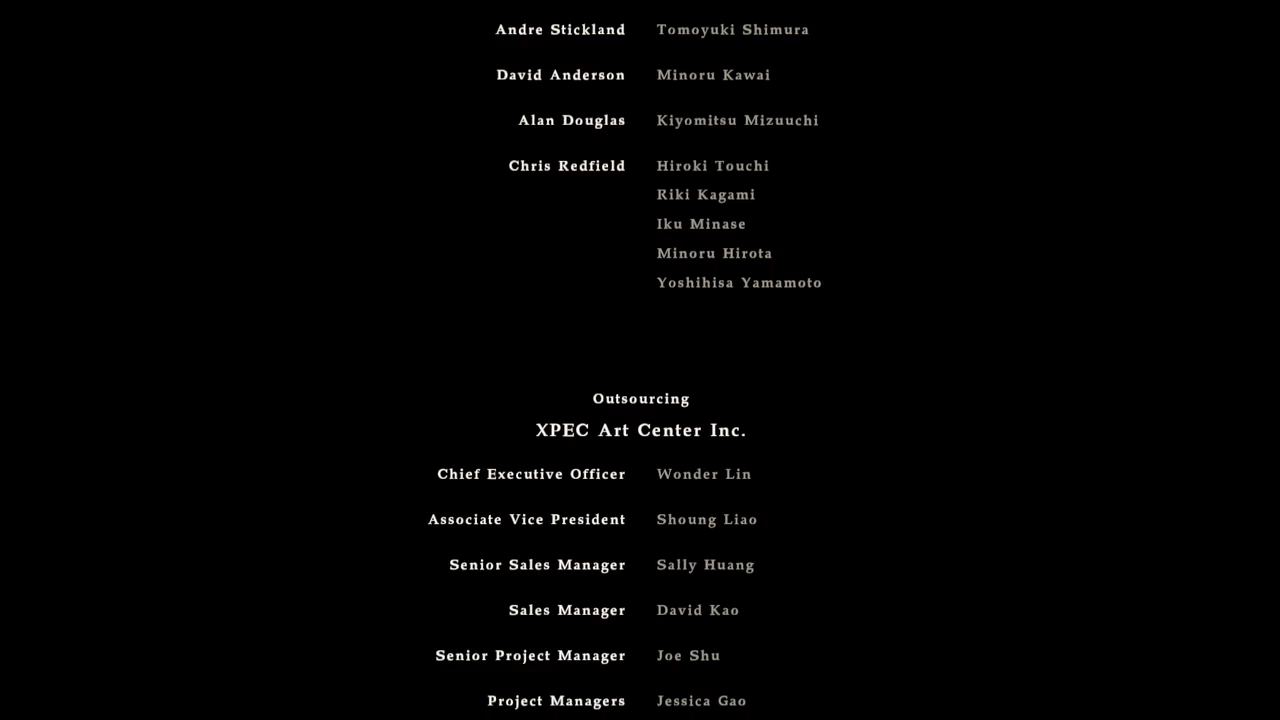 Andre Stickland Tomoyuki Shimura
David Anderson Minoru Kawai
Alan Douglas Kiyomitsu Mizuuchi
Chris Redfield Hiroki Touchi
Riki Kagami
Iku Minase
Minoru Hirota
Yoshihisa Yamamoto
Outsourcing
XPEC Art Center Inc.
Chief Executive Officer Wonder Lin
Associate Vice President Shoung Liao
Senior Sales Manager Sally Huang
Sales Manager David Kao
Senior Project Manager Joe Shu
Project Managers Jessica Gao